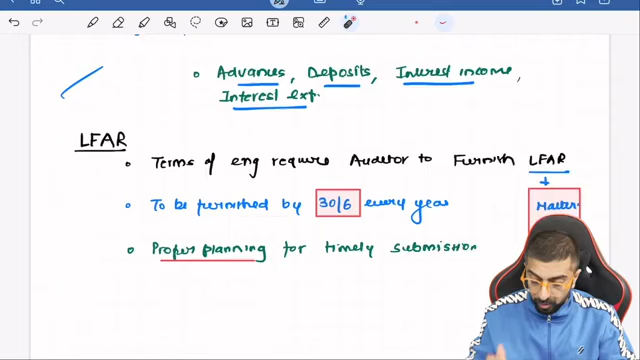 Advances, Deposits, Interest income,
Interest exp.
LFAR
Terms of eng require Auditor to Furnish LFAR
To be furnished by 30/6 every year
Matter
Proper planning for timely submission